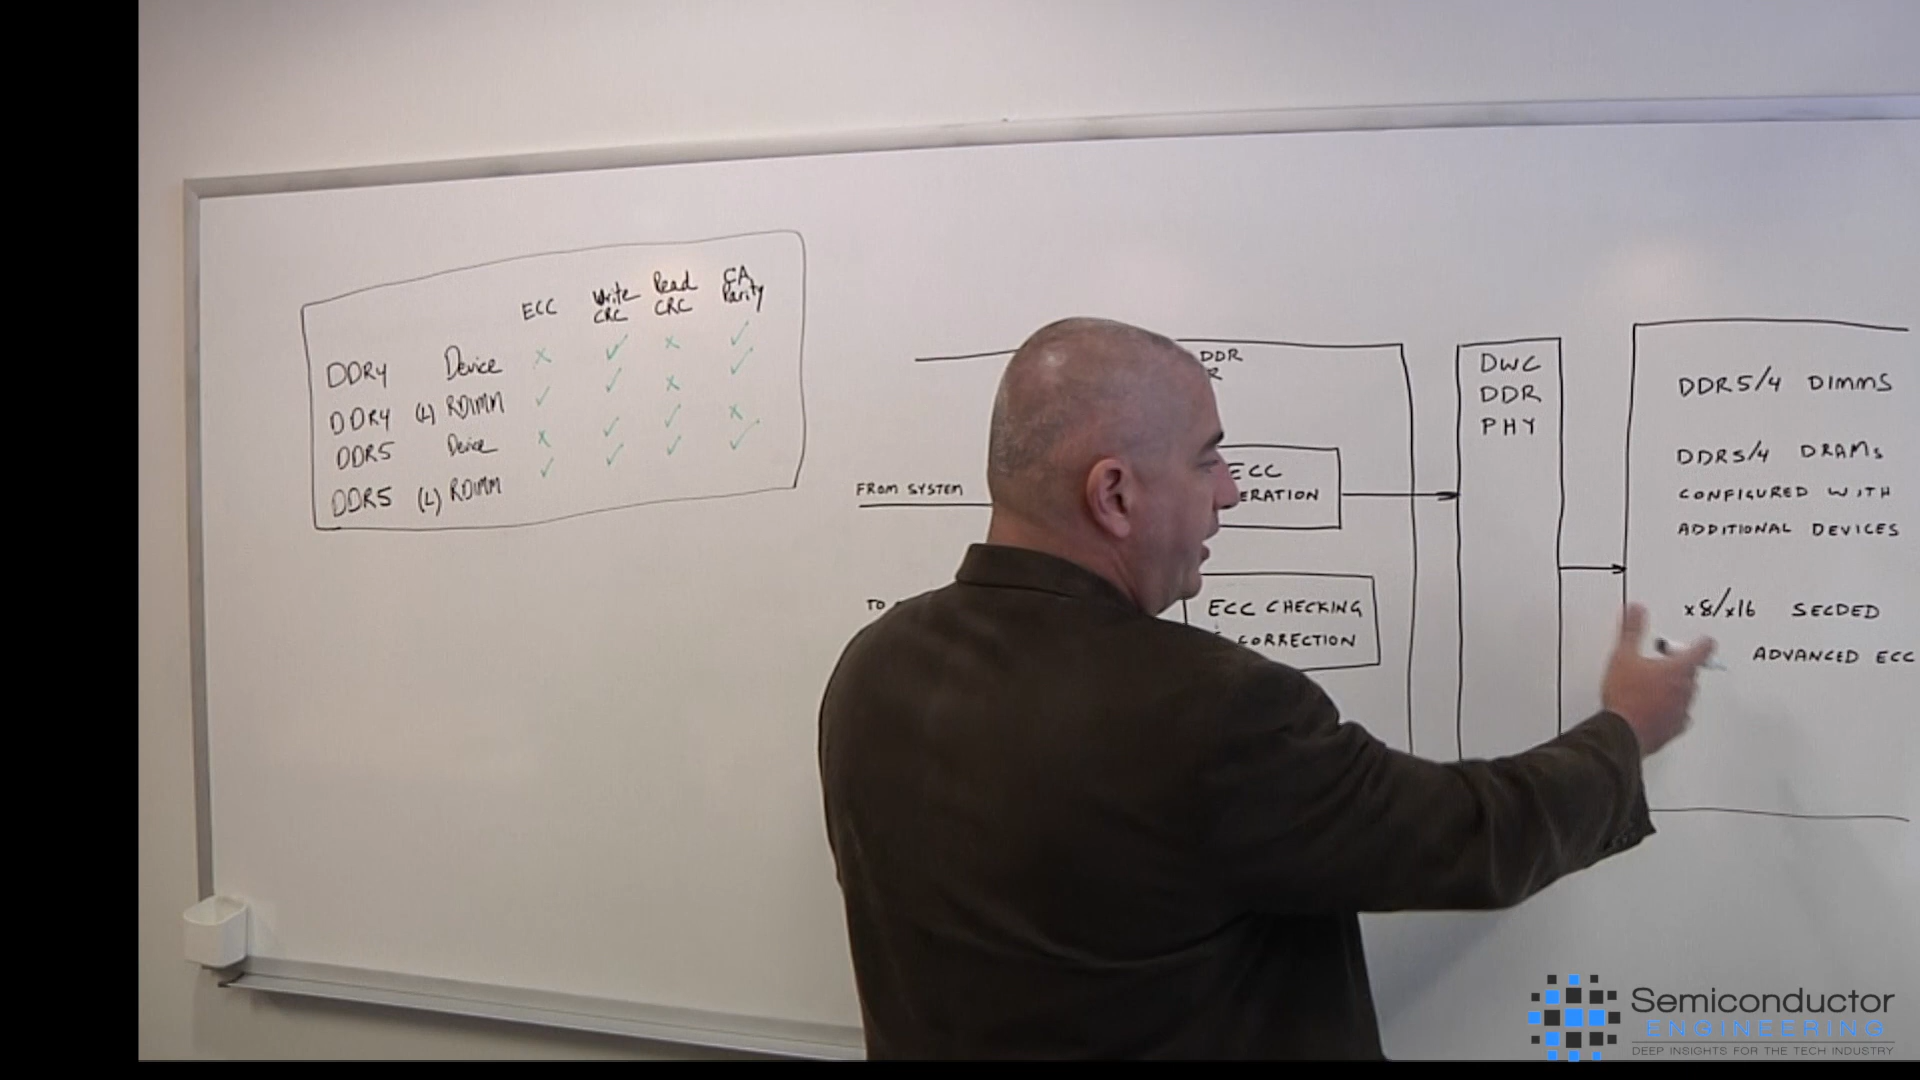 ECC Write CRC Read CRC CA Parity
DDR4 Device x ✓ x ✓
DDR4 (L) RDIMM ✓ ✓ x ✓
DDR5 Device x ✓ ✓ x
DDR5 (L) RDIMM ✓ ✓ ✓ ✓
DDR
R
FROM SYSTEM
ECC
ERATION
TO
ECC CHECKING
& CORRECTION
DWC
DDR
PHY
DDR5/4 DIMMS
DDR5/4 DRAMS
CONFIGURED WITH
ADDITIONAL DEVICES
x8/x16 SECDED
ADVANCED ECC
Semiconductor
ENGINEERING
DEEP INSIGHTS FOR THE TECH INDUSTRY